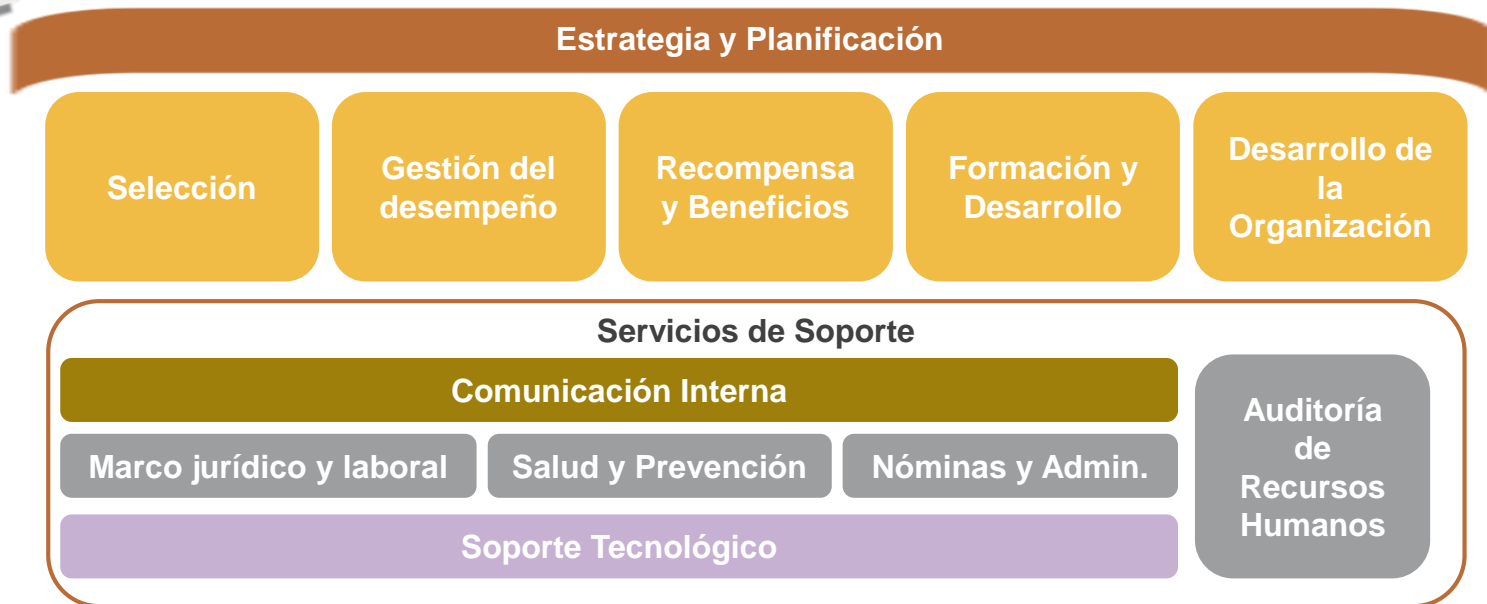 Estrategia y Planificación
Selección
Gestión del
desempeño
Recompensa
y Beneficios
Formación y
Desarrollo
Desarrollo de
la
Organización
Servicios de Soporte
Comunicación Interna
Marco jurídico y laboral
Salud y Prevención
Nóminas y Admin.
Soporte Tecnológico
Auditoría
de
Recursos
Humanos